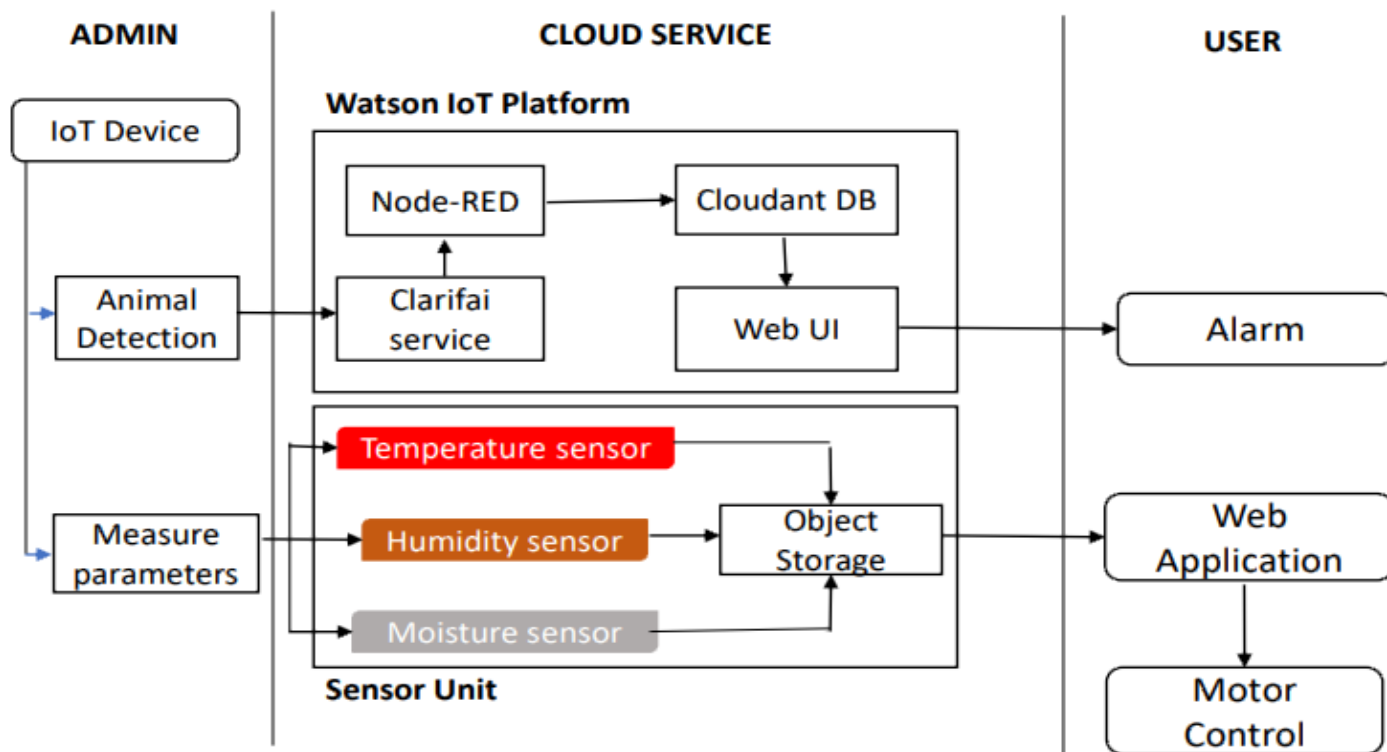 ADMIN
CLOUD SERVICE
USER
Watson IoT Platform
IoT Device
Node-RED
Cloudant DB
Animal
Detection
Clarifai
service
Web UI
Alarm
Temperature sensor
Measure
parameters
Humidity sensor
Object
Storage
Web
Application
Moisture sensor
Sensor Unit
Motor
Control